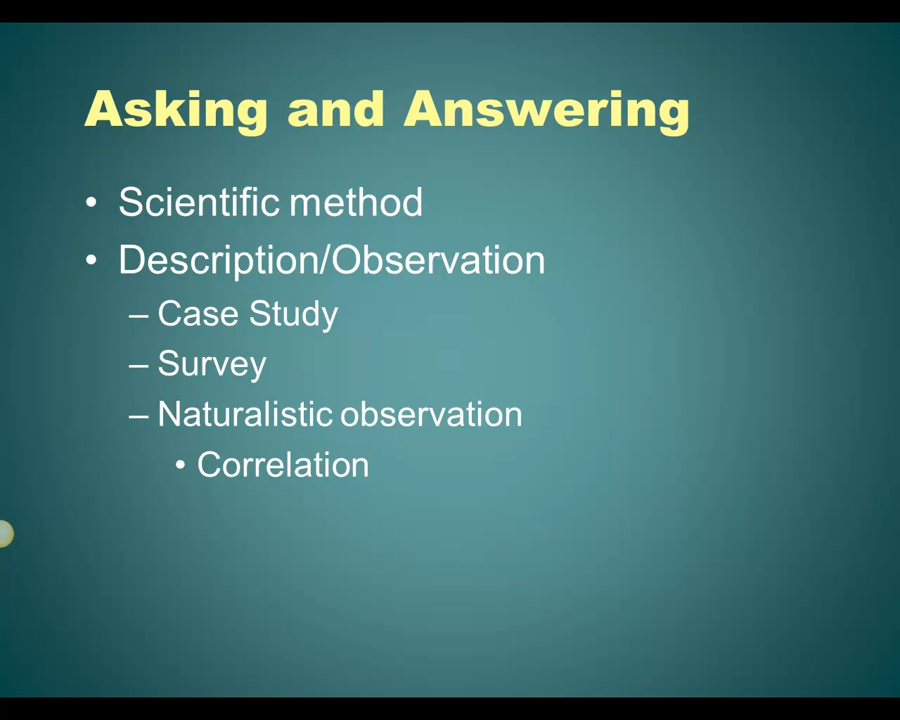 Asking and Answering
• Scientific method
• Description/Observation
– Case Study
– Survey
– Naturalistic observation
• Correlation